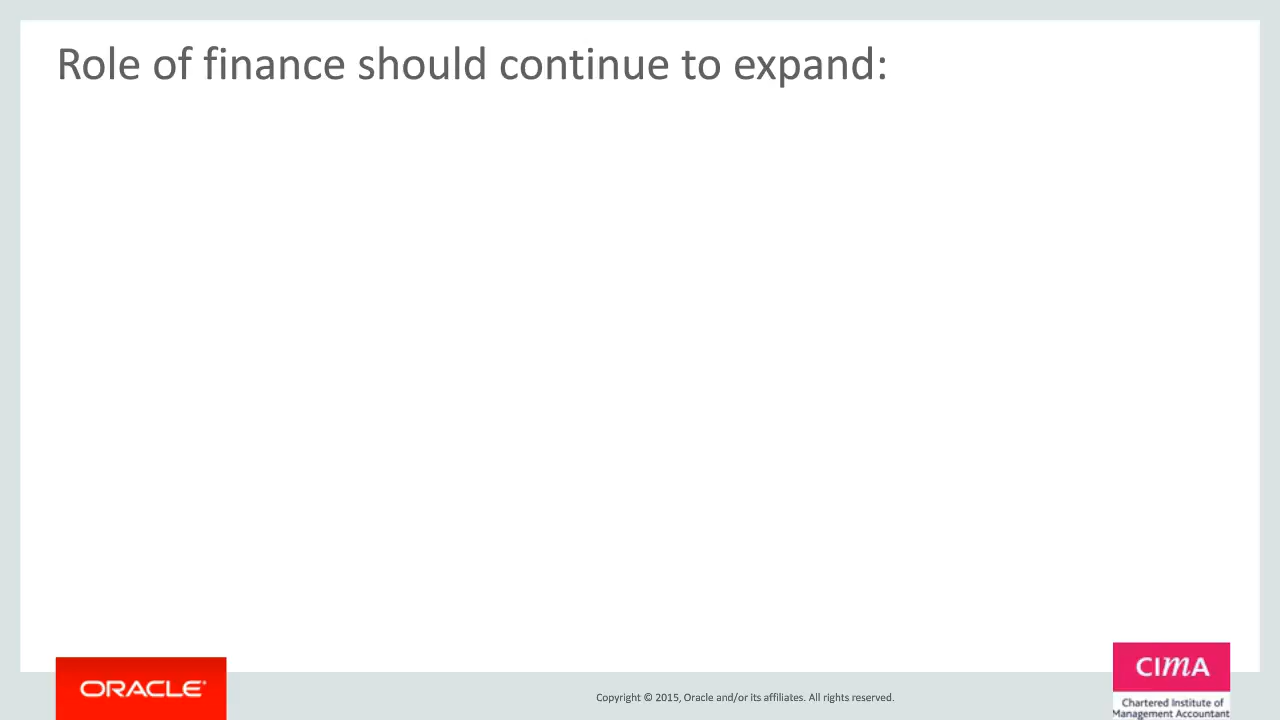 Role of finance should continue to expand:
ORACLE®
Copyright © 2015, Oracle and/or its affiliates. All rights reserved.
CIMA
Chartered Institute of
Management Accountant